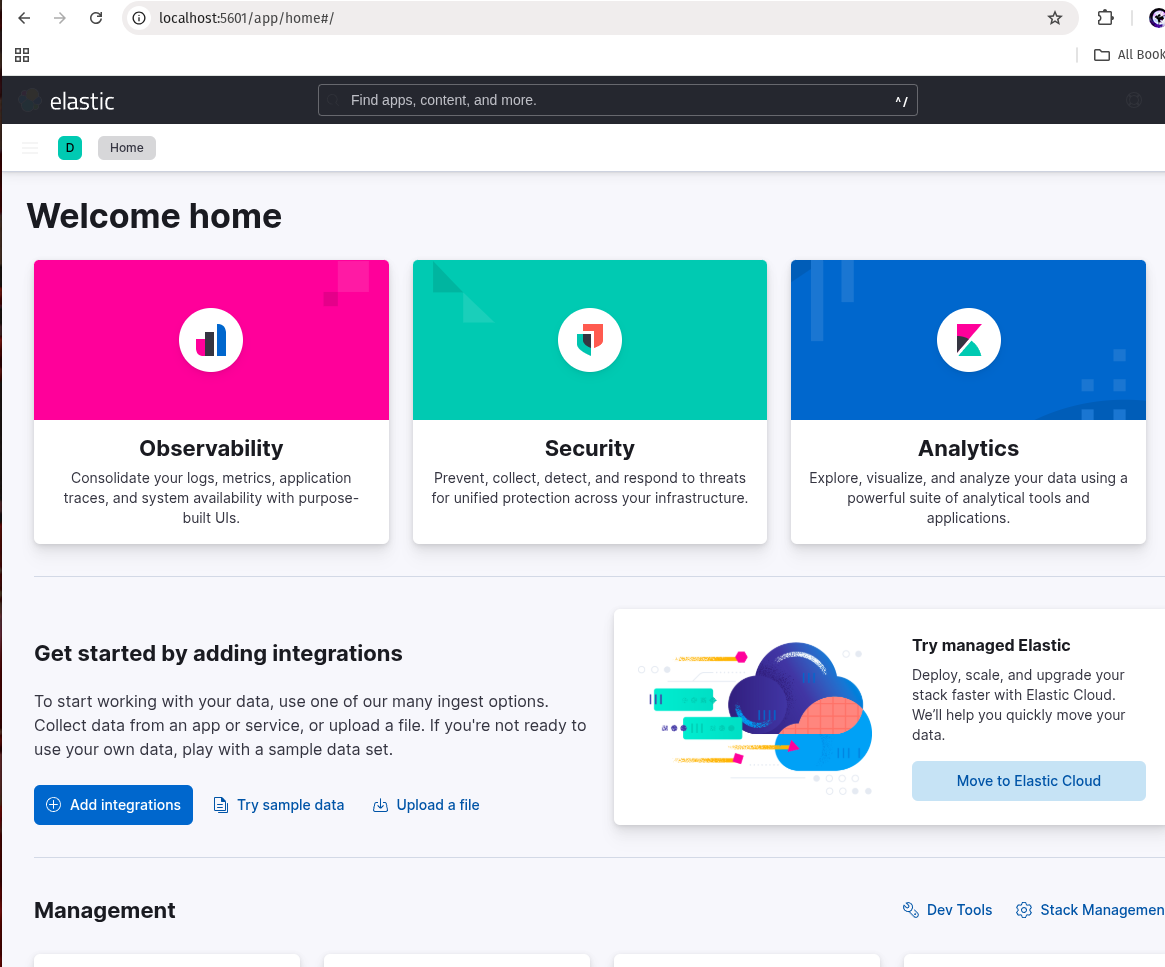 localhost:5601/app/home#/
All Book
elastic
Find apps, content, and more.
^/
D
Home
Welcome home
Observability
Consolidate your logs, metrics, application
traces, and system availability with purpose-
built UIs.
Security
Prevent, collect, detect, and respond to threats
for unified protection across your infrastructure.
Analytics
Explore, visualize, and analyze your data using a
powerful suite of analytical tools and
applications.
Get started by adding integrations
To start working with your data, use one of our many ingest options.
Collect data from an app or service, or upload a file. If you're not ready to
use your own data, play with a sample data set.
Add integrations
Try sample data
Upload a file
Try managed Elastic
Deploy, scale, and upgrade your
stack faster with Elastic Cloud.
We’ll help you quickly move your
data.
Move to Elastic Cloud
Management
Dev Tools
Stack Managemen